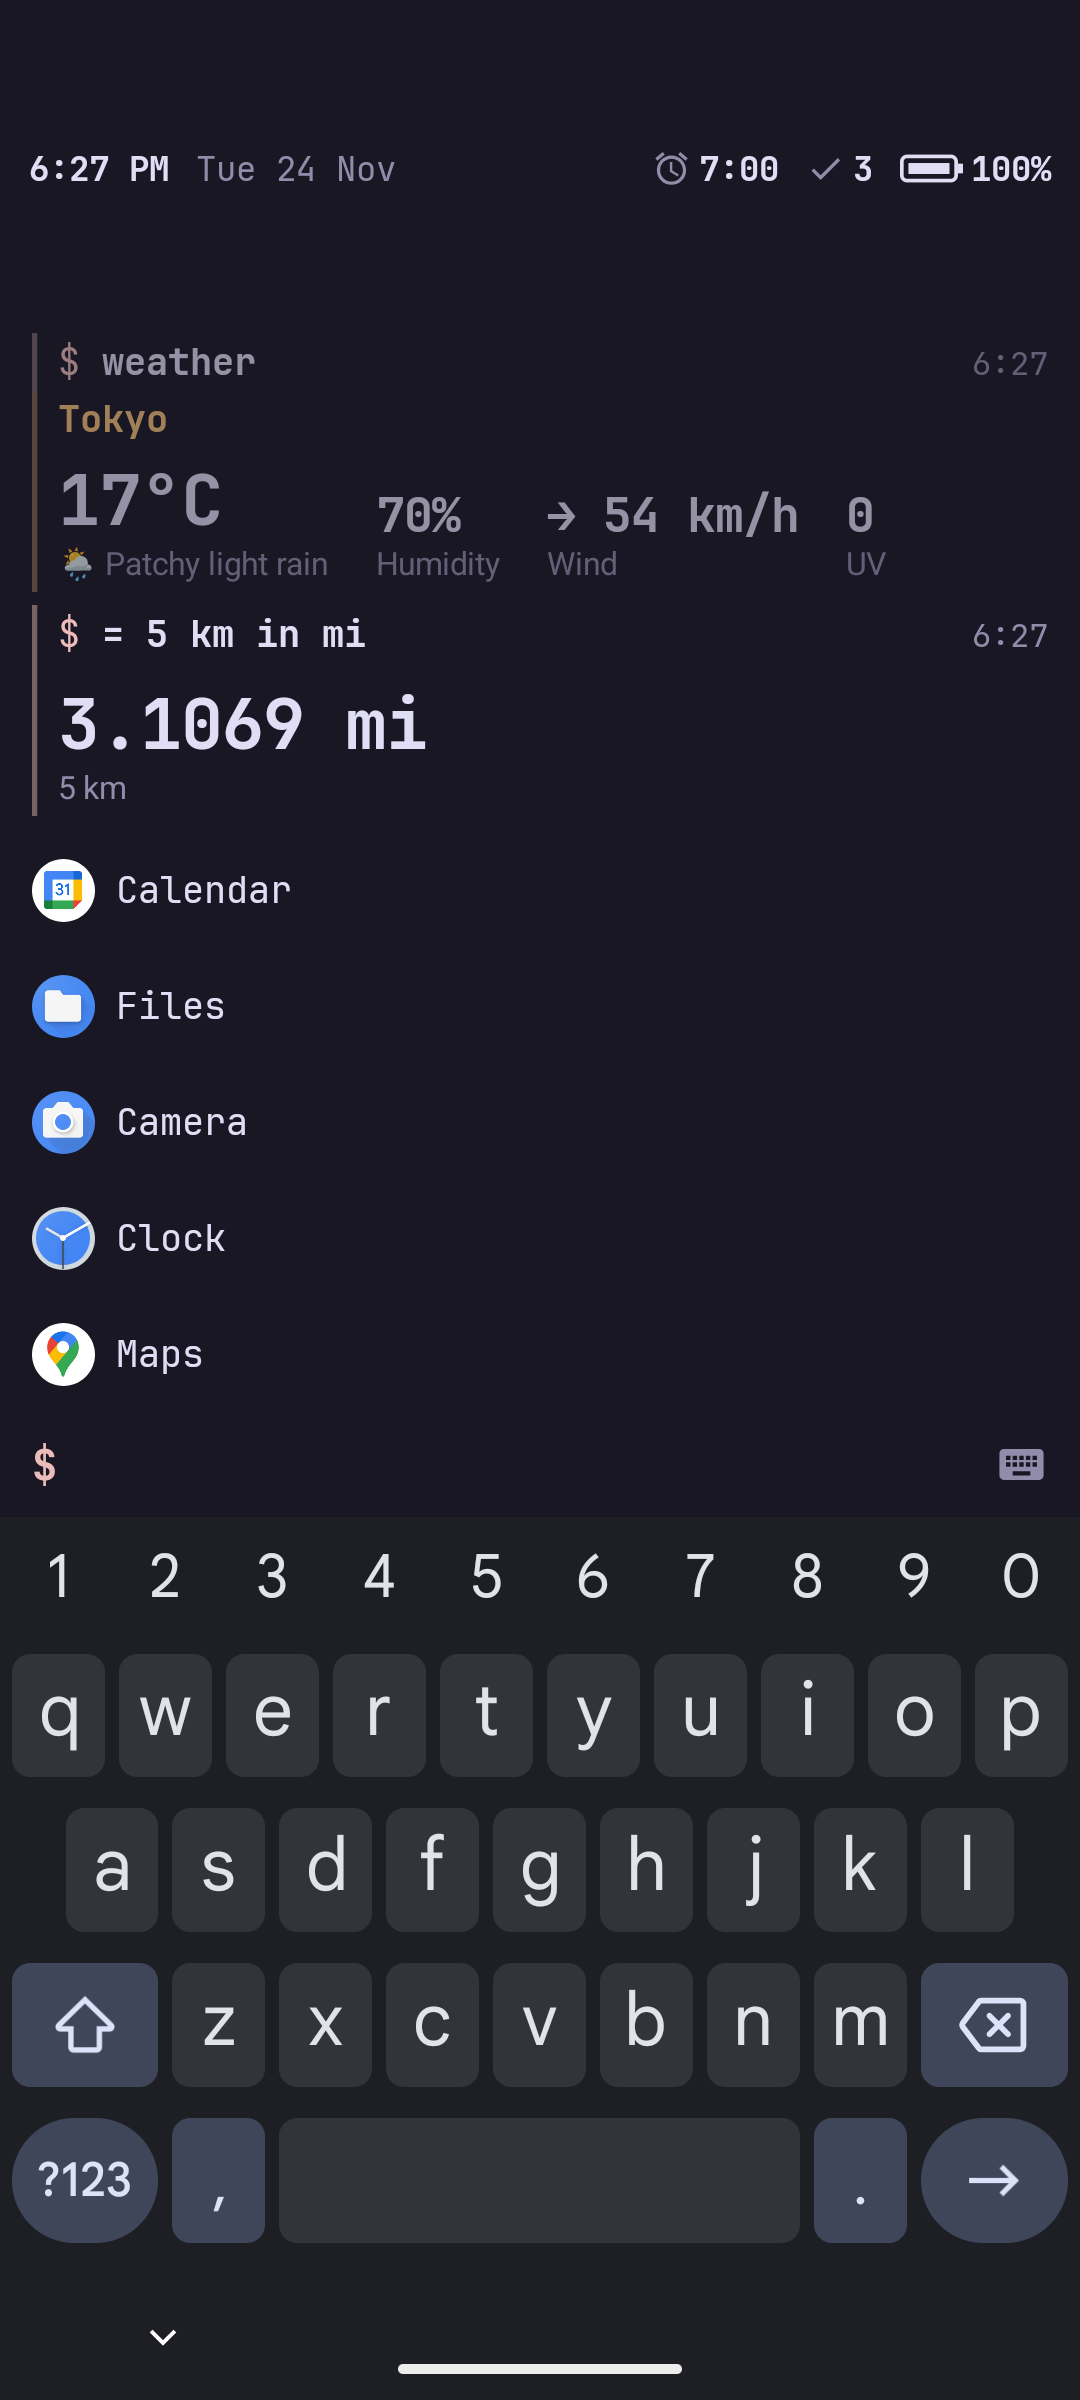 6:27 PM Tue 24 Nov 7:00 3 100%
$ weather 6:27
Tokyo
17°C 70% → 54 km/h 0
Patchy light rain Humidity Wind UV
$ = 5 km in mi 6:27
3.1069 mi
5 km
31 Calendar
Files
Camera
Clock
Maps
$
1 2 3 4 5 6 7 8 9 0
q w e r t y u i o p
a s d f g h j k l
z x c v b n m
?123 , .